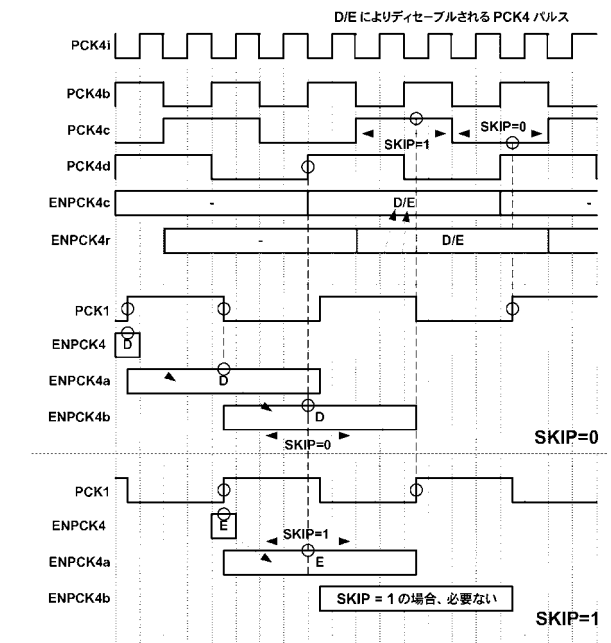 D/E によりディセーブルされる PCK4 パルス
PCK4i
PCK4b
PCK4c
SKIP=1
SKIP=0
PCK4d
ENPCK4c
-
D/E
-
ENPCK4r
-
D/E
PCK1
ENPCK4
D
ENPCK4a
D
ENPCK4b
D
SKIP=0
SKIP=0
PCK1
ENPCK4
E
SKIP=1
ENPCK4a
E
ENPCK4b
SKIP = 1 の場合、必要ない
SKIP=1